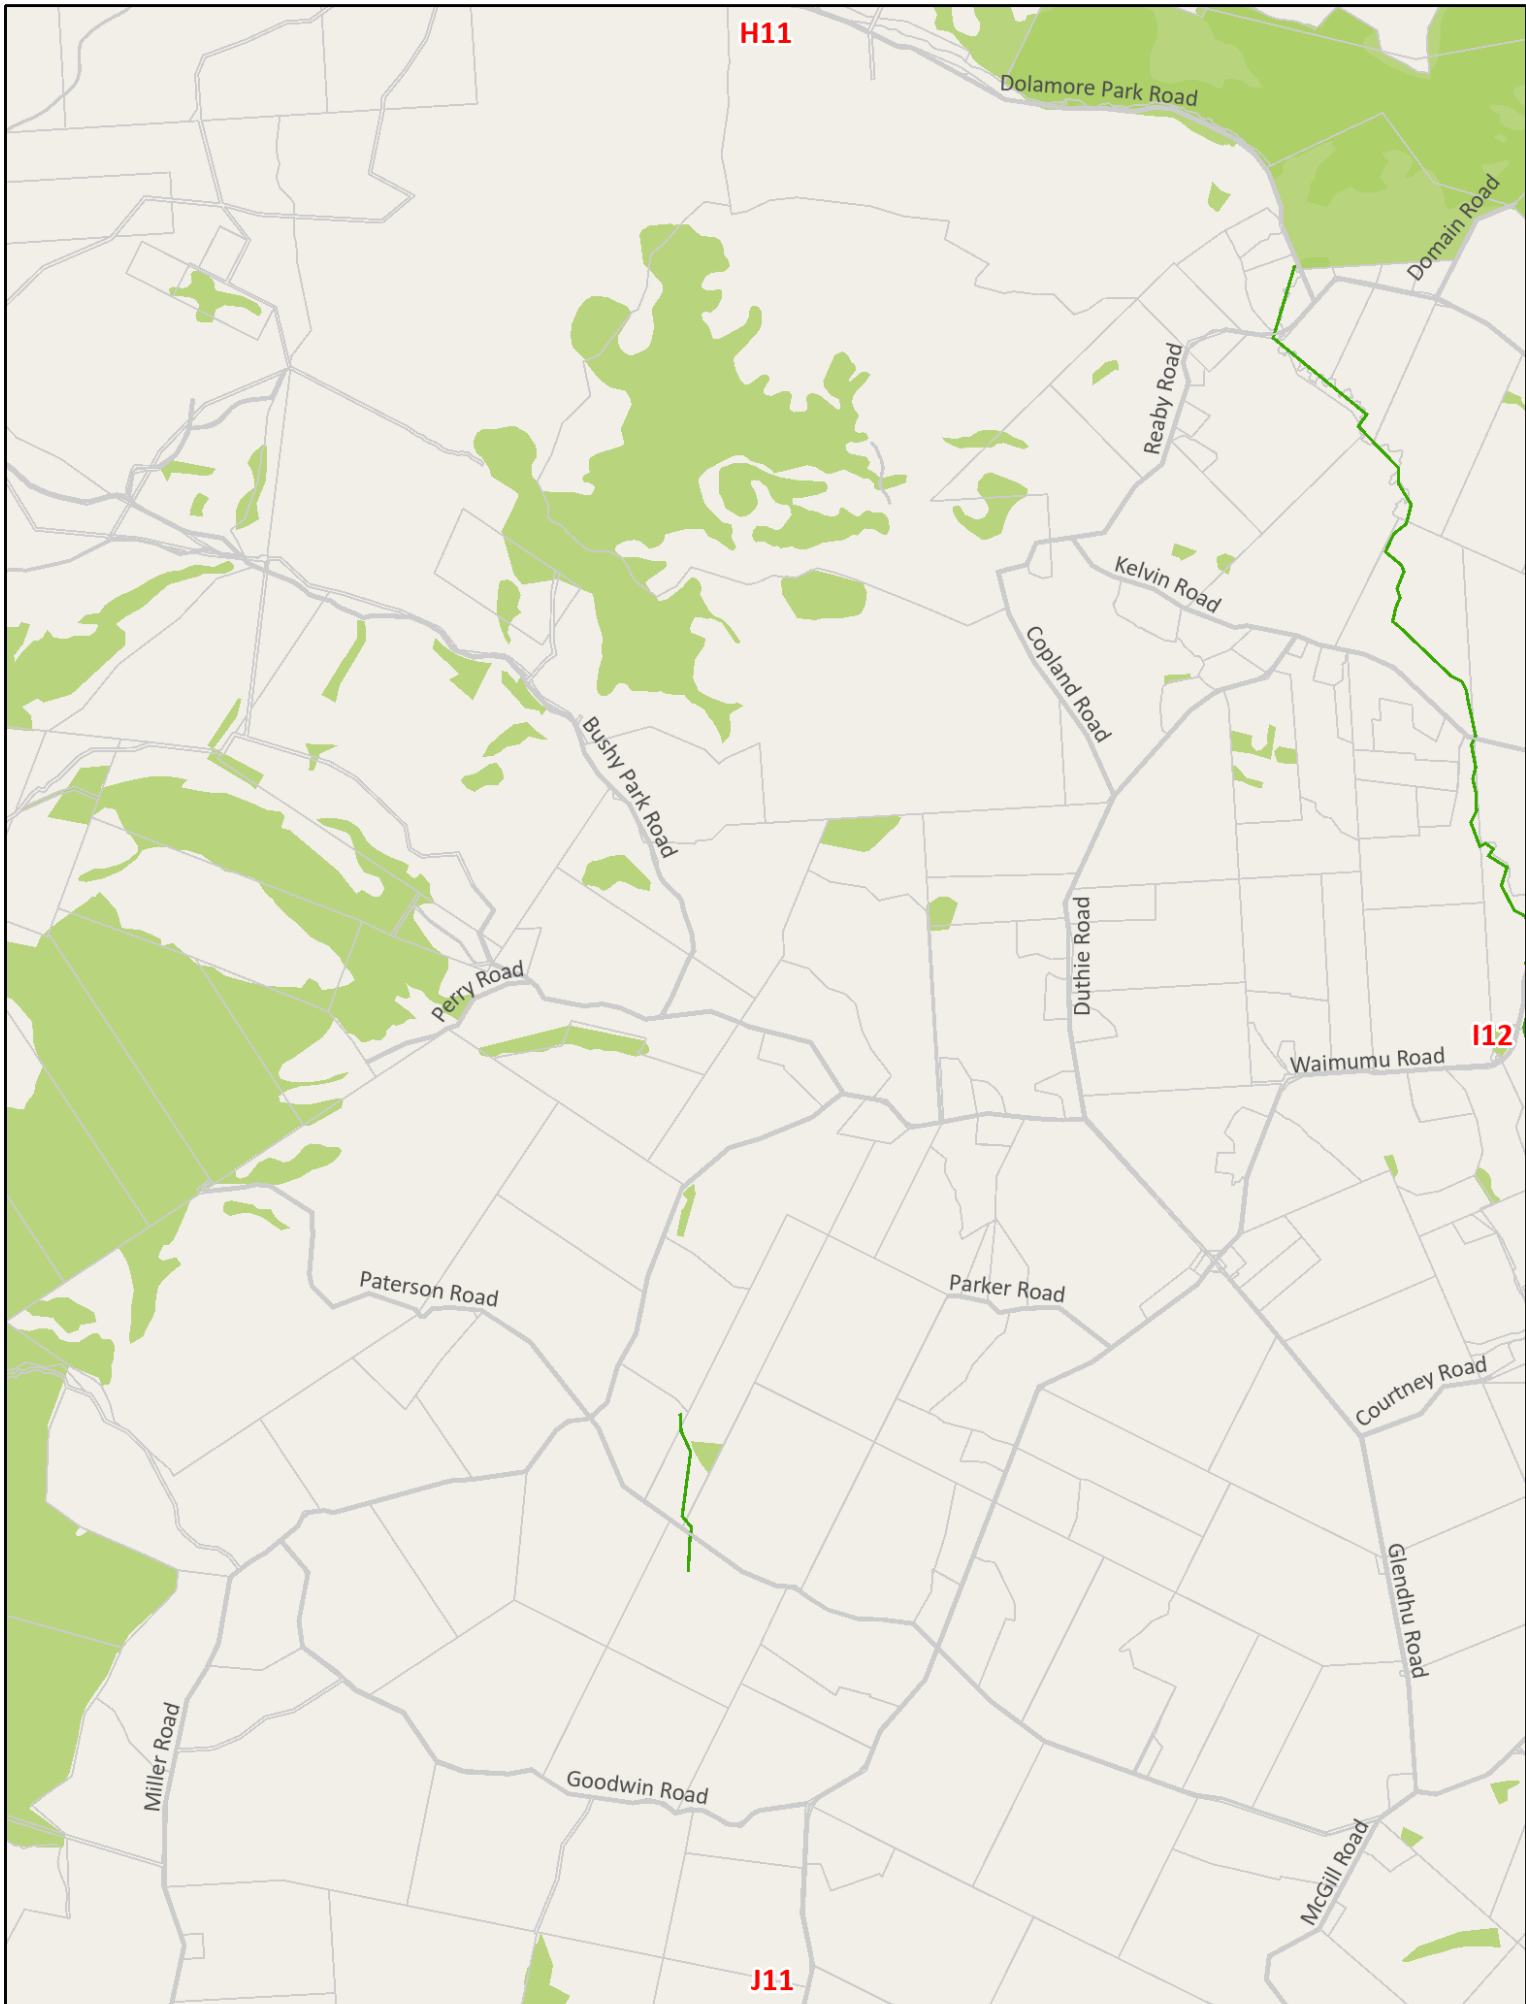 H11
Dolamore Park Road
Domain Road
Reaby Road
Kelvin Road
Copland Road
Bushy Park Road
Duthie Road
Perry Road
I12
Waimumu Road
Paterson Road
Parker Road
Courtney Road
Glendhu Road
Miller Road
Goodwin Road
McGill Road
J11